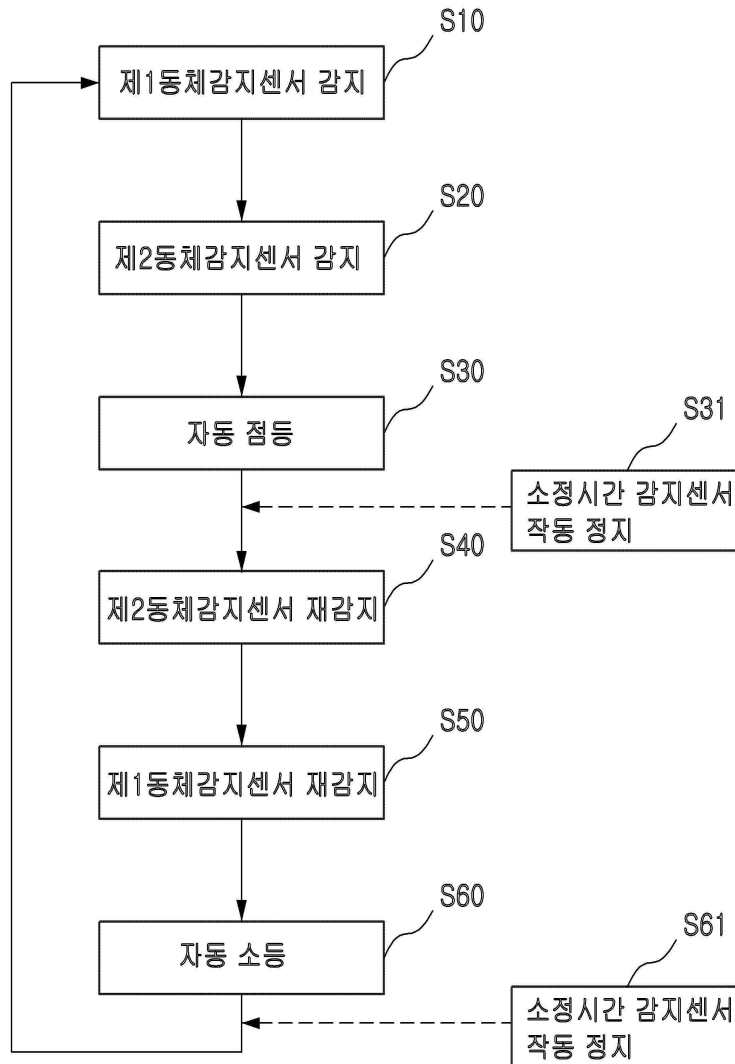 S10
제1동체감지센서 감지
S20
제2동체감지센서 감지
S30
자동 점등
S31
소정시간 감지센서
작동 정지
S40
제2동체감지센서 재감지
S50
제1동체감지센서 재감지
S60
자동 소등
S61
소정시간 감지센서
작동 정지